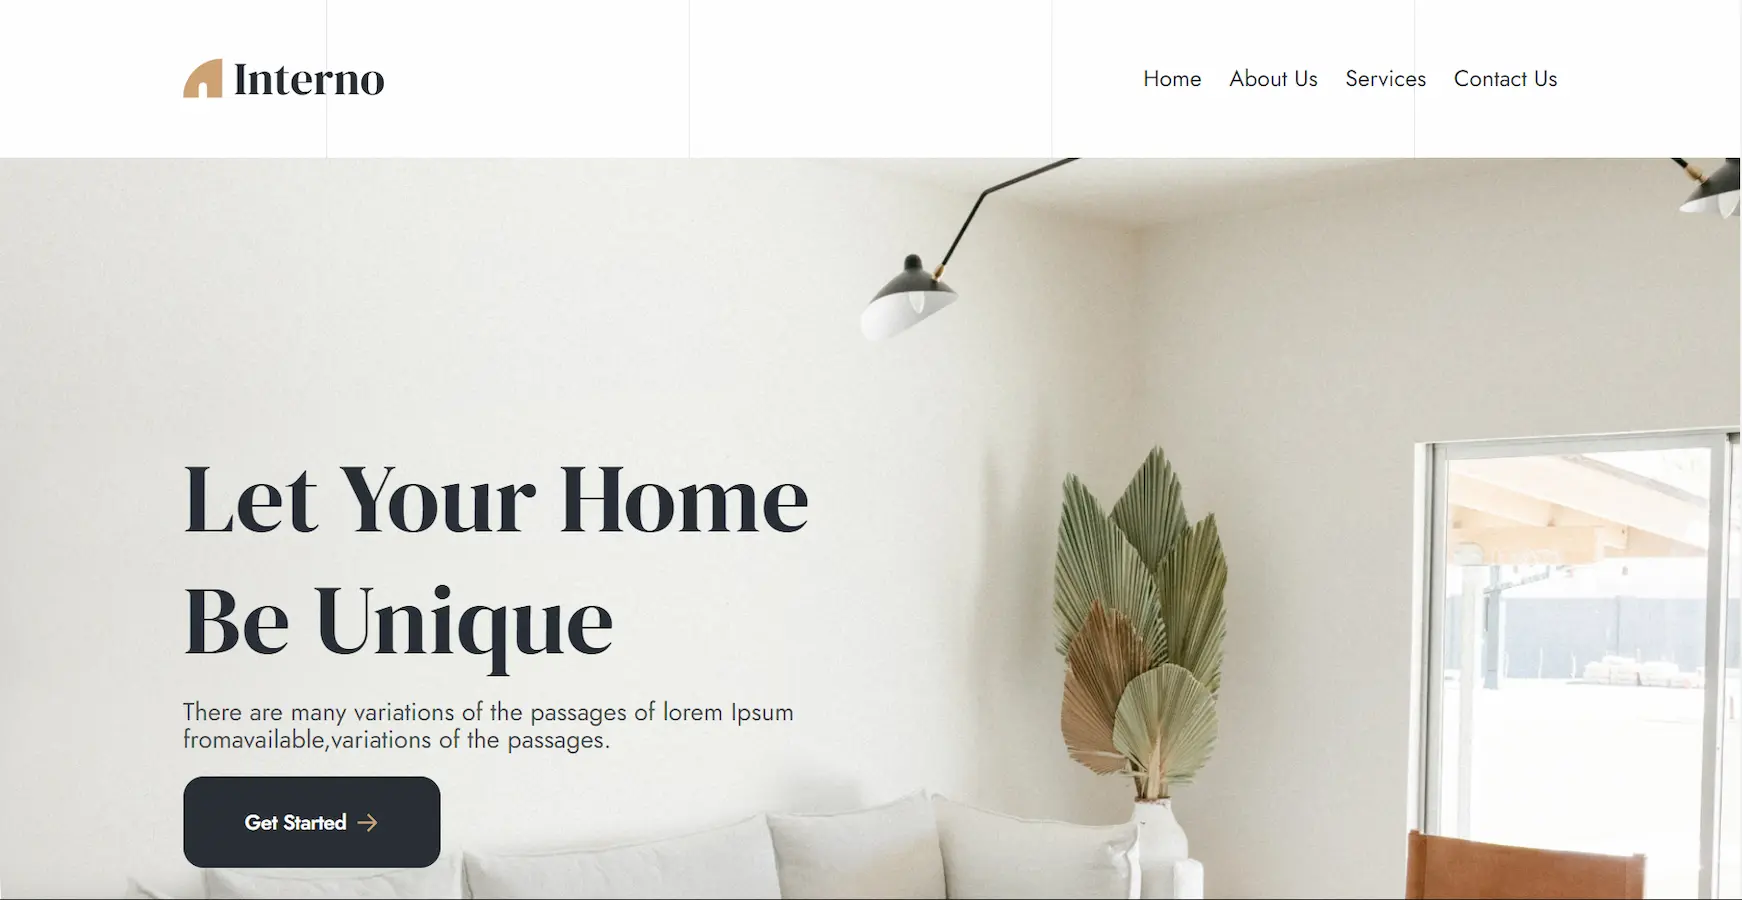 Interno
Home About Us Services Contact Us
Let Your Home
Be Unique
There are many variations of the passages of lorem Ipsum
fromavailable,variations of the passages.
Get Started